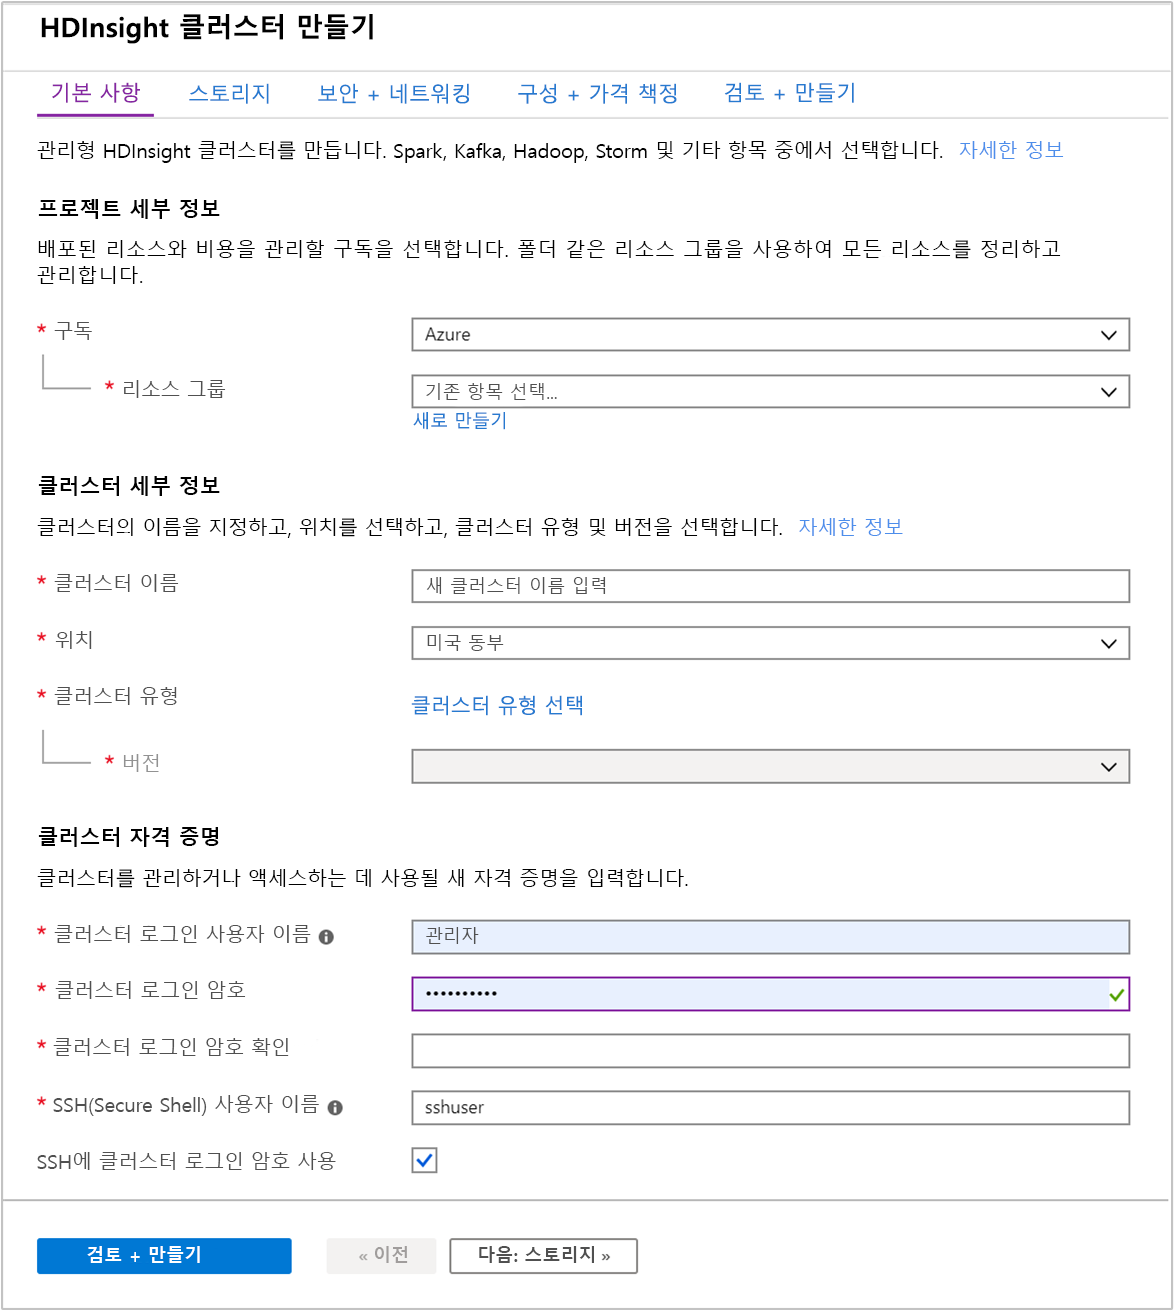 HDInsight 클러스터 만들기
기본 사항 스토리지 보안 + 네트워킹 구성 + 가격 책정 검토 + 만들기
관리형 HDInsight 클러스터를 만듭니다. Spark, Kafka, Hadoop, Storm 및 기타 항목 중에서 선택합니다. 자세한 정보
프로젝트 세부 정보
배포된 리소스와 비용을 관리할 구독을 선택합니다. 폴더 같은 리소스 그룹을 사용하여 모든 리소스를 정리하고
관리합니다.
* 구독 Azure
* 리소스 그룹 기존 항목 선택...
새로 만들기
클러스터 세부 정보
클러스터의 이름을 지정하고, 위치를 선택하고, 클러스터 유형 및 버전을 선택합니다. 자세한 정보
* 클러스터 이름 새 클러스터 이름 입력
* 위치 미국 동부
* 클러스터 유형 클러스터 유형 선택
* 버전
클러스터 자격 증명
클러스터를 관리하거나 액세스하는 데 사용될 새 자격 증명을 입력합니다.
* 클러스터 로그인 사용자 이름 관리자
* 클러스터 로그인 암호 ••••••••••
* 클러스터 로그인 암호 확인
* SSH(Secure Shell) 사용자 이름 sshuser
SSH에 클러스터 로그인 암호 사용
검토 + 만들기 « 이전 다음: 스토리지 »